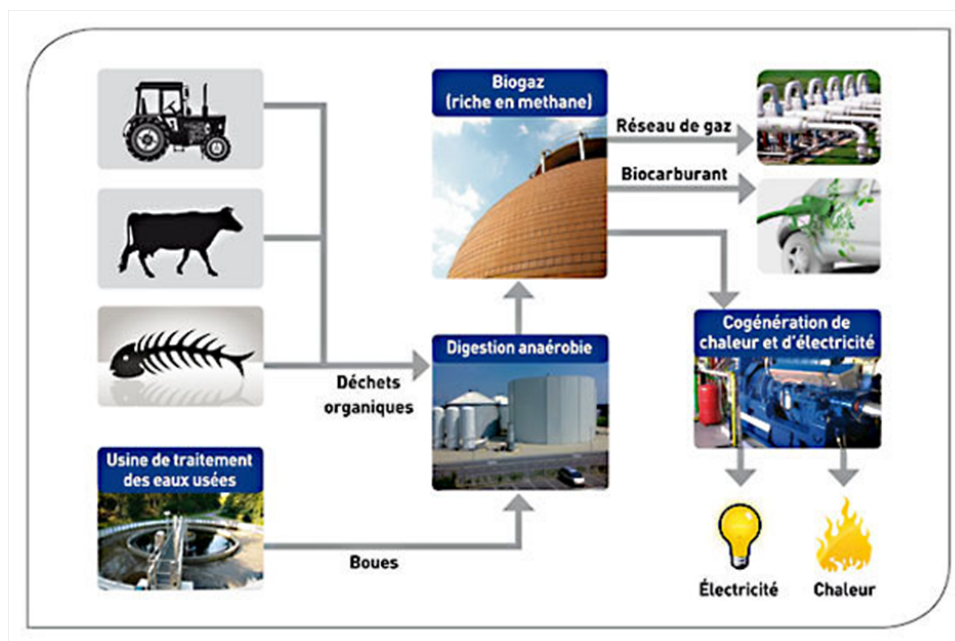 Biogaz
(riche en methane)
Réseau de gaz
Biocarburant
Cogénération de
chaleur et d'électricité
Digestion anaérobie
Déchets
organiques
Usine de traitement
des eaux usées
Boues
Électricité
Chaleur